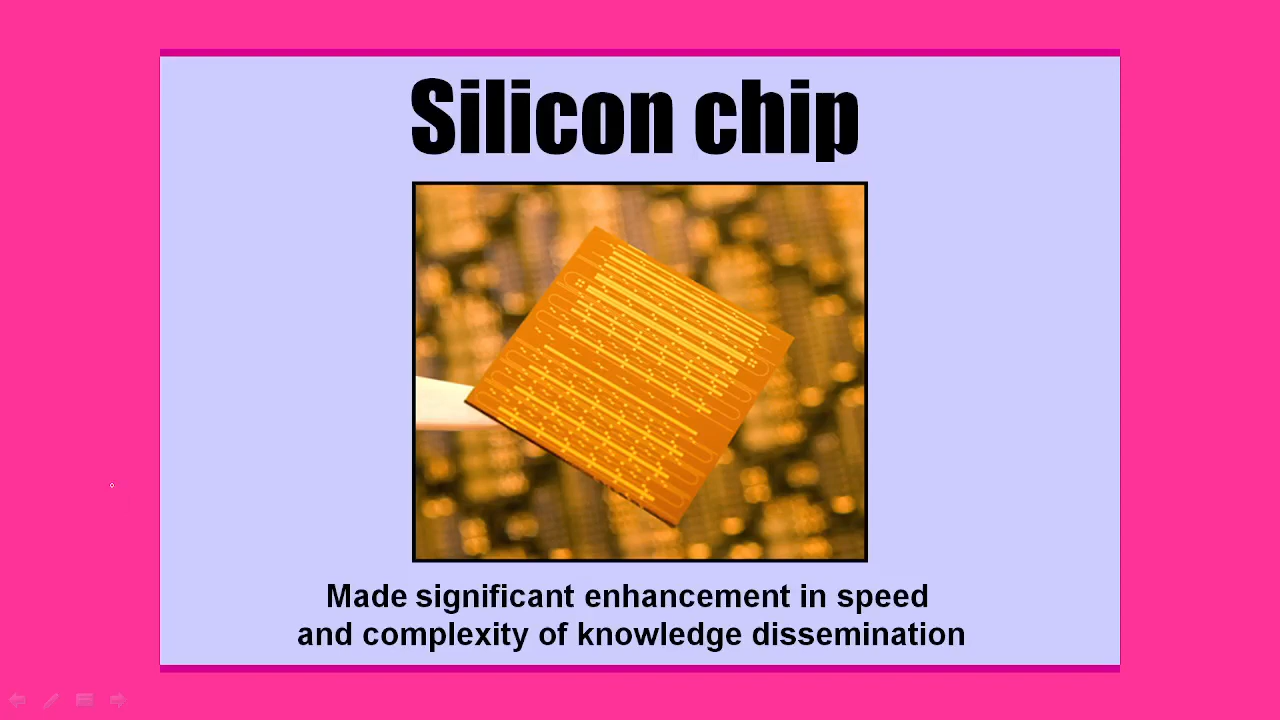 Silicon chip
Made significant enhancement in speed
and complexity of knowledge dissemination